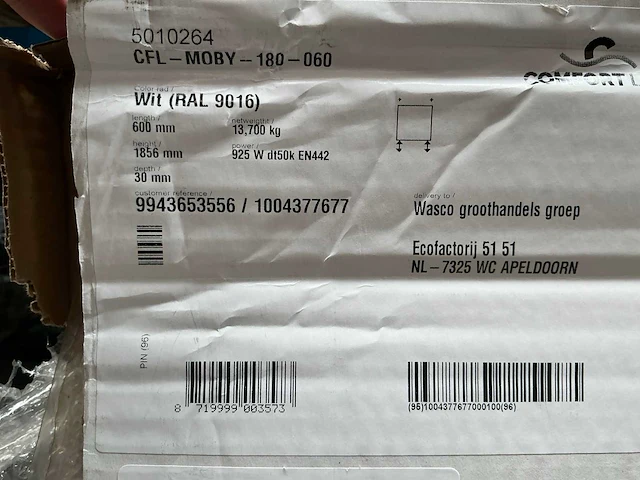 5010264
CFL-MOBY-180-060
COMFORT
Color ral /
Wit (RAL 9016)
length / netweight /
600 mm 13,700 kg
height / power /
1856 mm 925 W dt50k EN442
depth /
30 mm
customer reference /
9943653556 / 1004377677
delivery to /
Wasco groothandels groep
Ecofactorij 51 51
NL-7325 WC APELDOORN
PIN (96)
8 719999 003573
(95)1004377677000100(96)